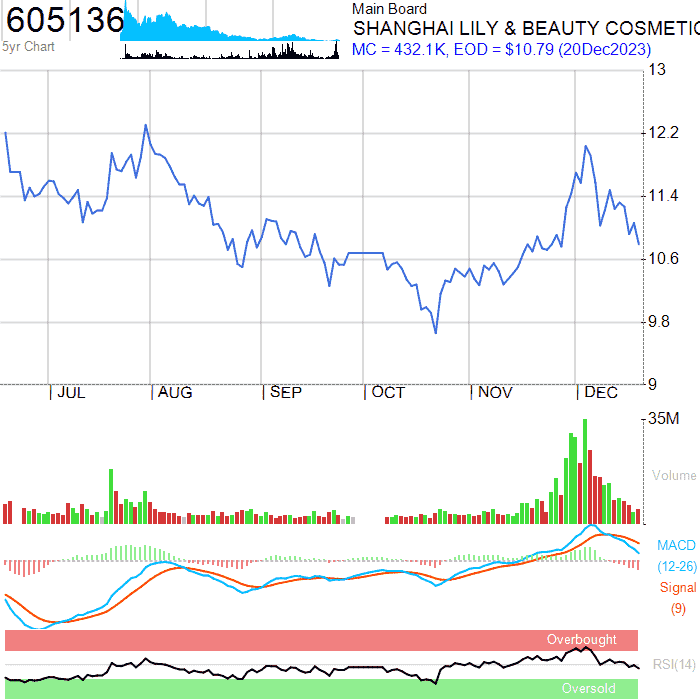 605136
5yr Chart
Main Board
SHANGHAI LILY & BEAUTY COSMETIC
MC = 432.1K, EOD = $10.79 (20Dec2023)
13
12.2
11.4
10.6
9.8
9
JUL AUG SEP OCT NOV DEC
35M
Volume
MACD
(12-26)
Signal
(9)
Overbought
RSI(14)
Oversold